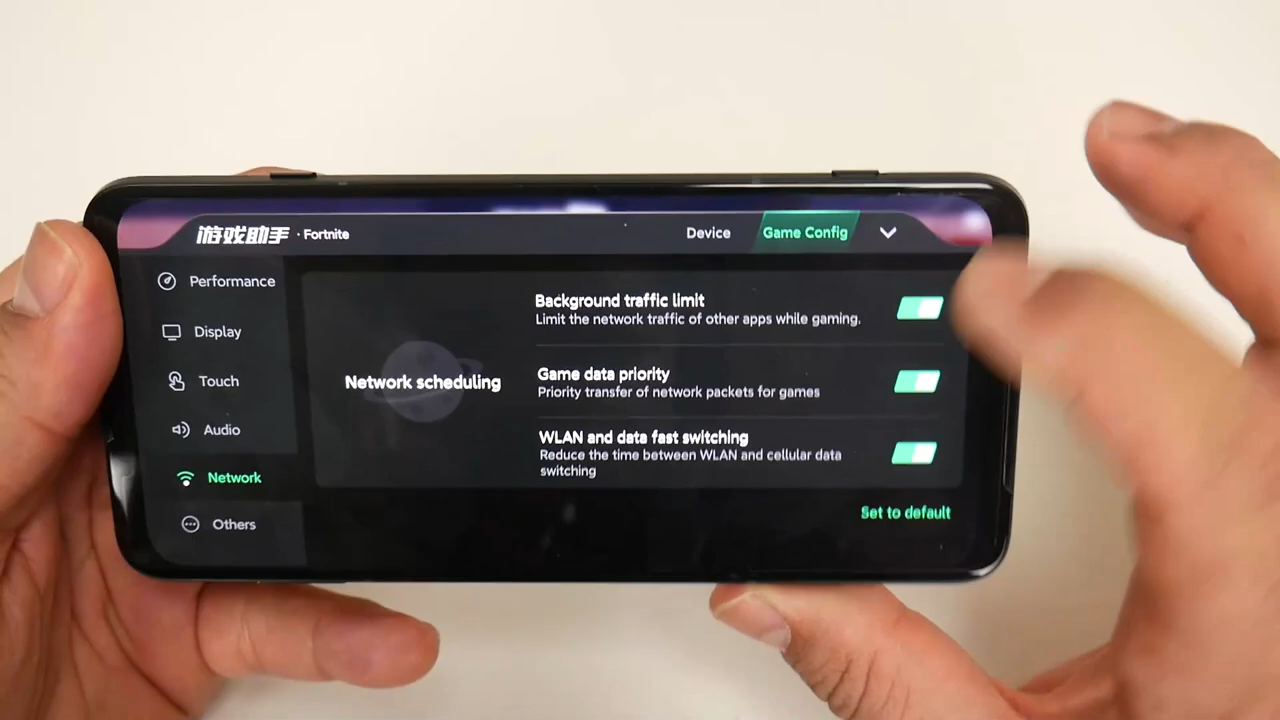 游戏助手 · Fortnite
Device
Game Config
Performance
Display
Touch
Audio
Network
Others
Network scheduling
Background traffic limit
Limit the network traffic of other apps while gaming.
Game data priority
Priority transfer of network packets for games
WLAN and data fast switching
Reduce the time between WLAN and cellular data
switching
Set to default